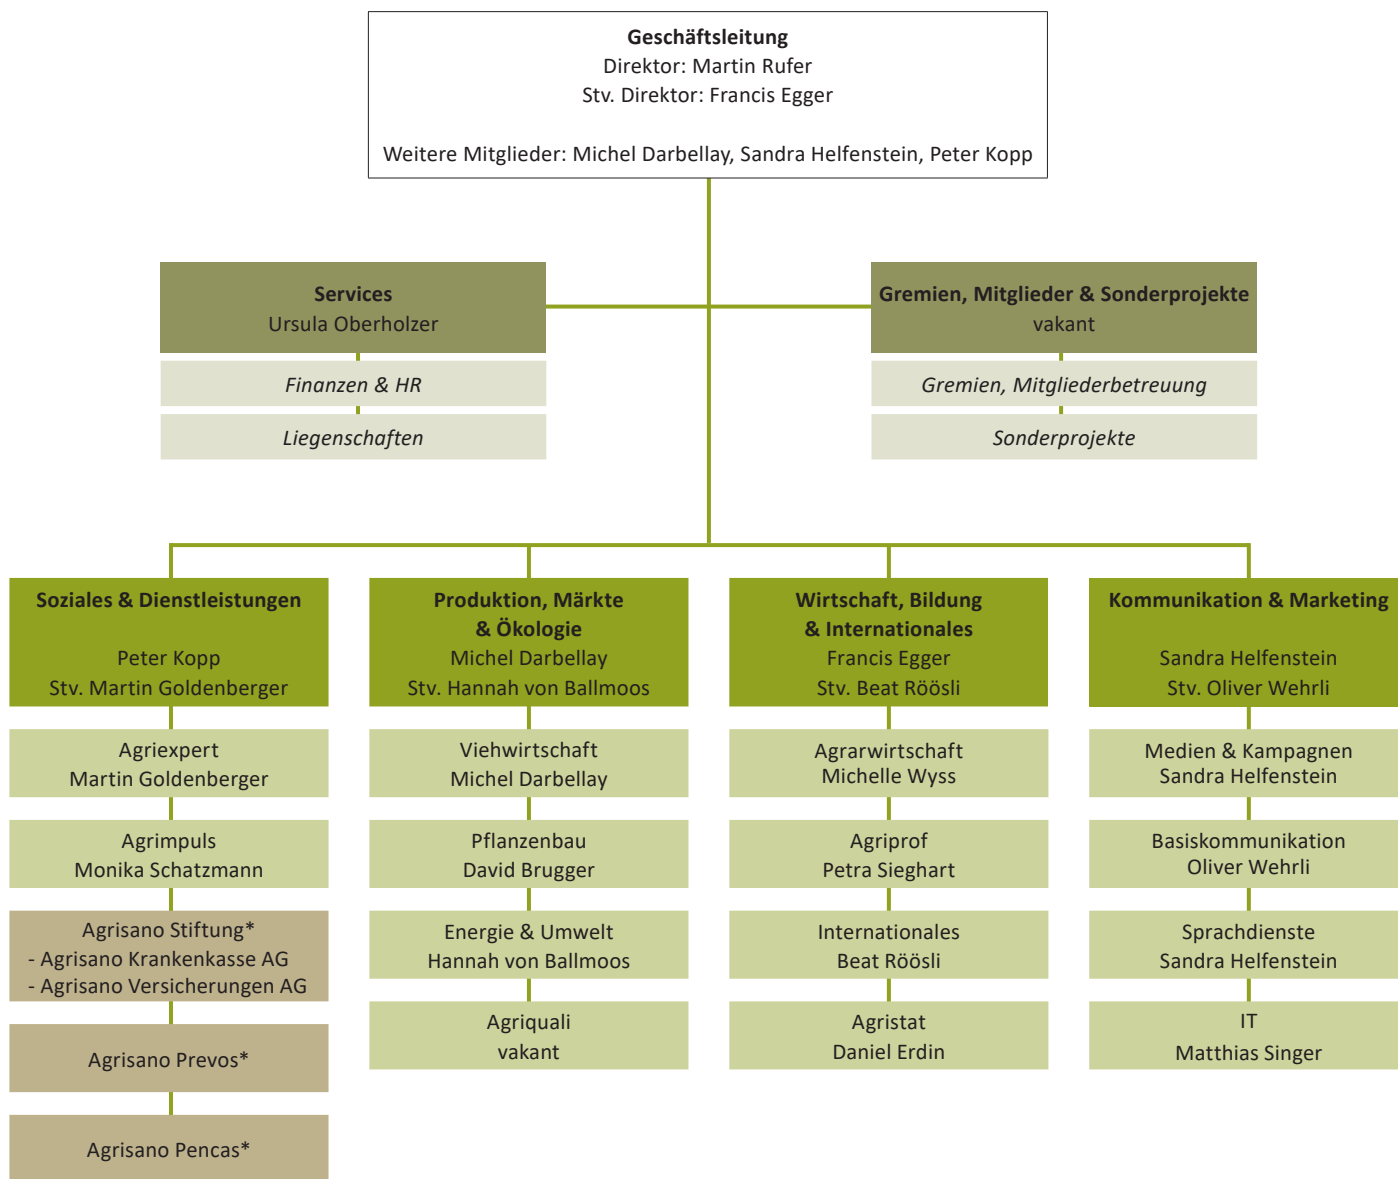 Geschäftsleitung
Direktor: Martin Rufer
Stv. Direktor: Francis Egger
Weitere Mitglieder: Michel Darbellay, Sandra Helfenstein, Peter Kopp
Services
Ursula Oberholzer
Finanzen & HR
Liegenschaften
Gremien, Mitglieder & Sonderprojekte
vakant
Gremien, Mitgliederbetreuung
Sonderprojekte
Soziales & Dienstleistungen
Peter Kopp
Stv. Martin Goldenberger
Agriexpert
Martin Goldenberger
Agrimpuls
Monika Schatzmann
Agrisano Stiftung*
- Agrisano Krankenkasse AG
- Agrisano Versicherungen AG
Agrisano Prevos*
Agrisano Pencas*
Produktion, Märkte
& Ökologie
Michel Darbellay
Stv. Hannah von Ballmoos
Viehwirtschaft
Michel Darbellay
Pflanzenbau
David Brugger
Energie & Umwelt
Hannah von Ballmoos
Agriquali
vakant
Wirtschaft, Bildung
& Internationales
Francis Egger
Stv. Beat Röösli
Agrarwirtschaft
Michelle Wyss
Agriprof
Petra Sieghart
Internationales
Beat Röösli
Agristat
Daniel Erdin
Kommunikation & Marketing
Sandra Helfenstein
Stv. Oliver Wehrli
Medien & Kampagnen
Sandra Helfenstein
Basiskommunikation
Oliver Wehrli
Sprachdienste
Sandra Helfenstein
IT
Matthias Singer